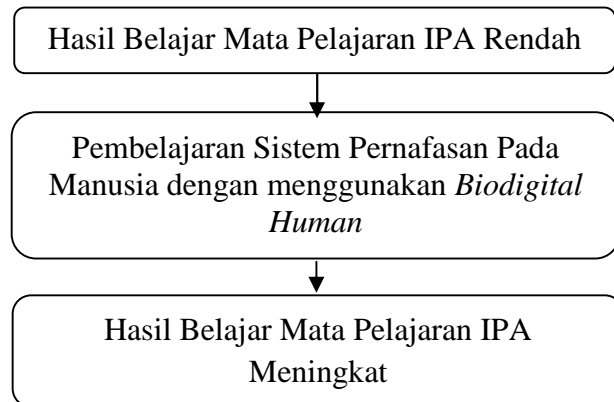 Hasil Belajar Mata Pelajaran IPA Rendah
Pembelajaran Sistem Pernafasan Pada
Manusia dengan menggunakan Biodigital
Human
Hasil Belajar Mata Pelajaran IPA
Meningkat